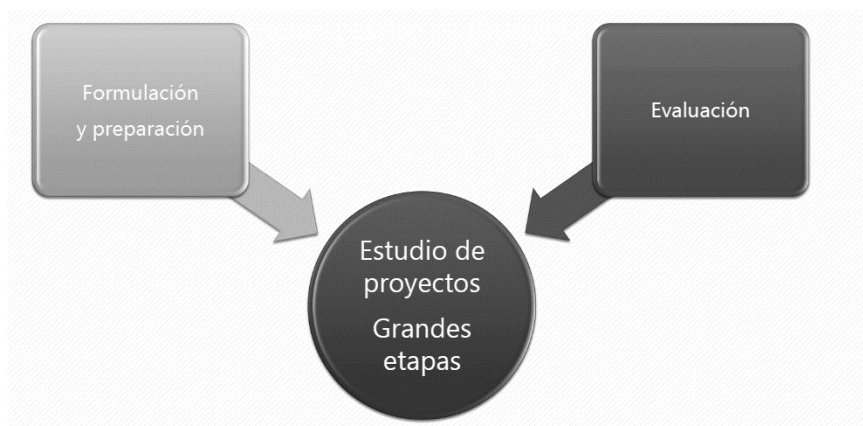 Formulación
y preparación
Evaluación
Estudio de
proyectos
Grandes
etapas